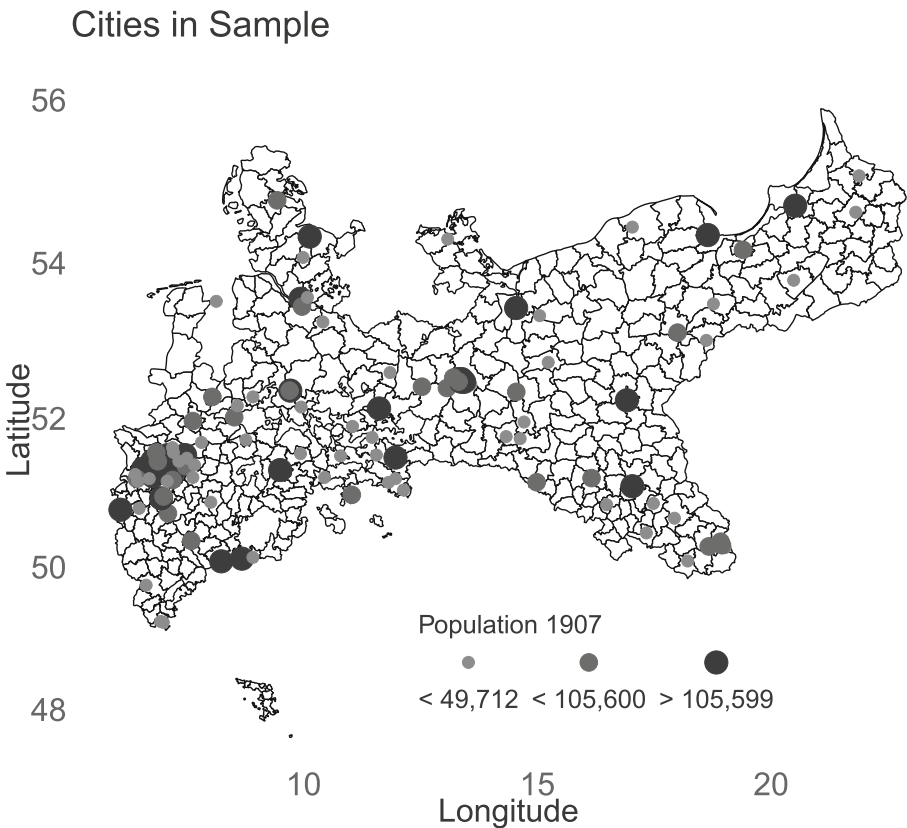 Cities in Sample
56
54
52
50
48
Latitude
Population 1907
< 49,712 < 105,600 > 105,599
10 15 20
Longitude